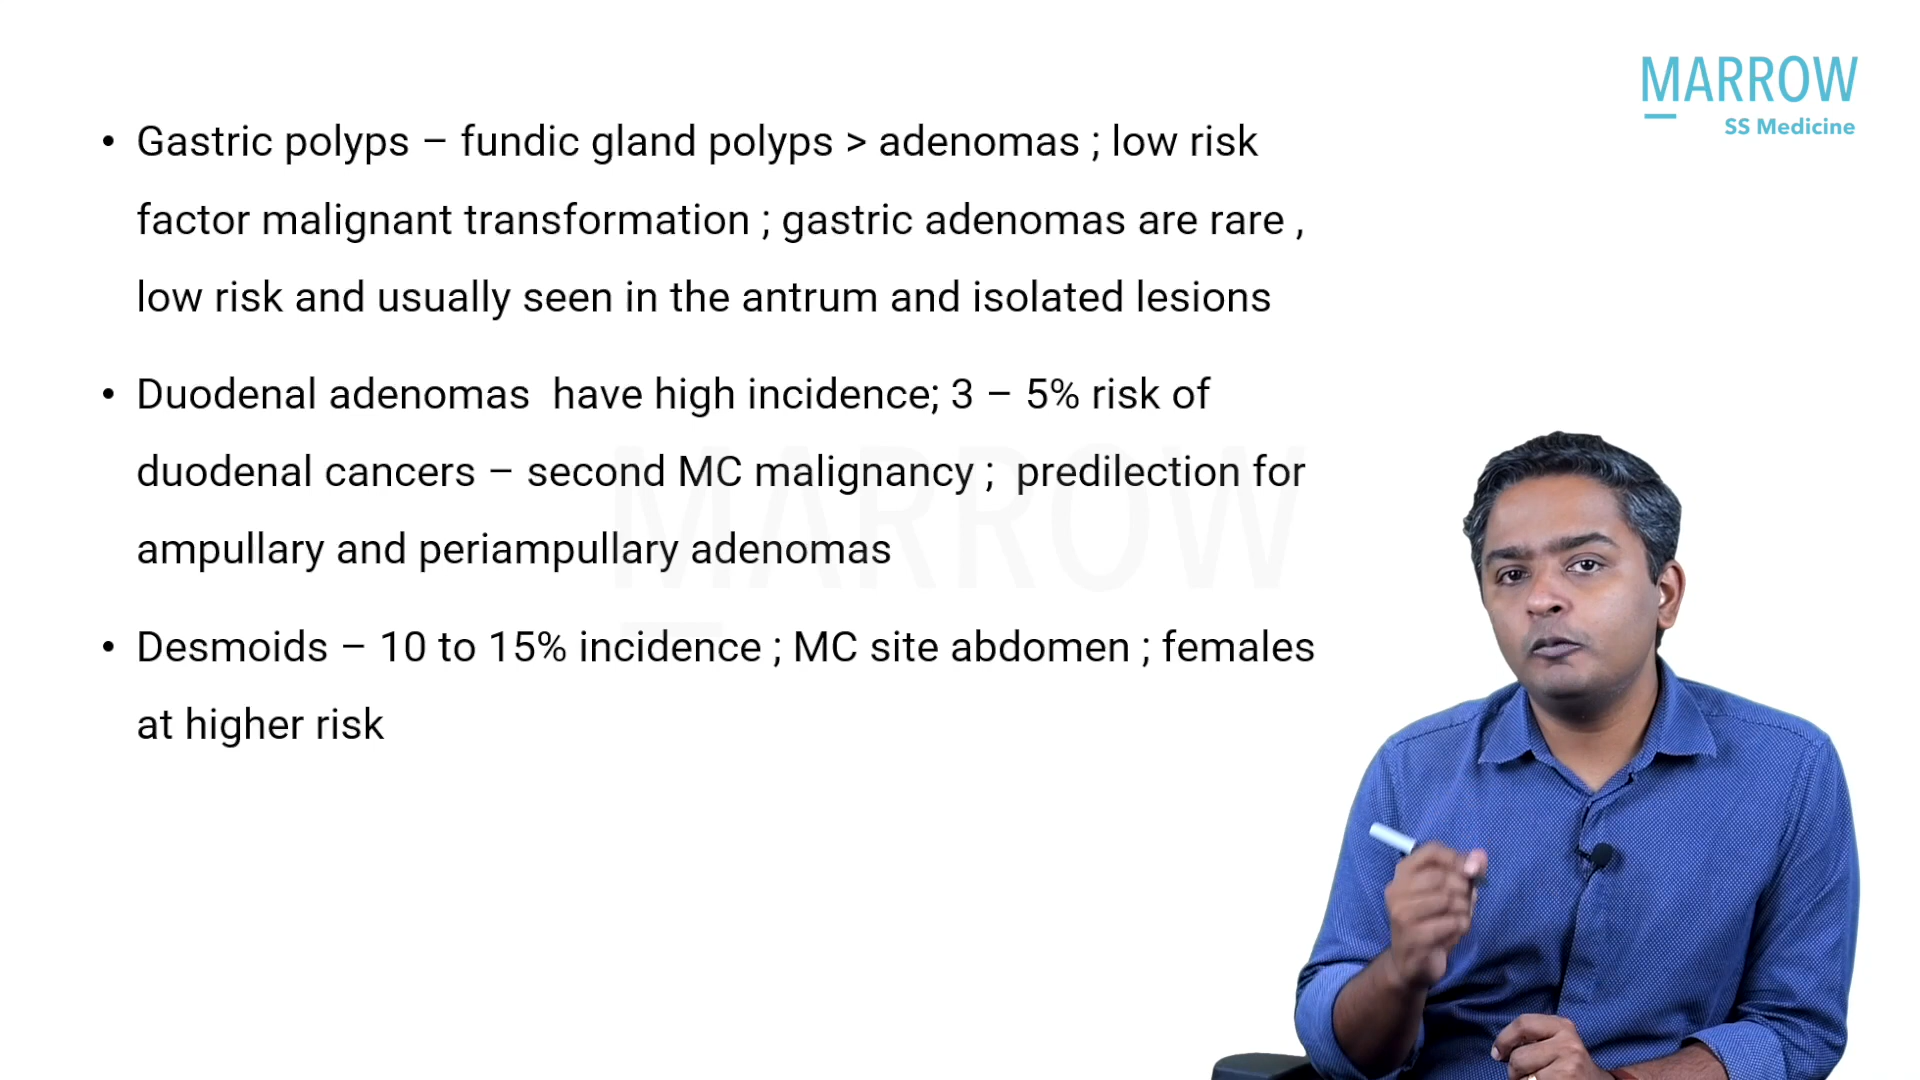 MARROW
SS Medicine
• Gastric polyps – fundic gland polyps > adenomas ; low risk
factor malignant transformation ; gastric adenomas are rare ,
low risk and usually seen in the antrum and isolated lesions
• Duodenal adenomas  have high incidence; 3 – 5% risk of
duodenal cancers – second MC malignancy ;  predilection for
ampullary and periampullary adenomas
• Desmoids – 10 to 15% incidence ; MC site abdomen ; females
at higher risk
MARROW